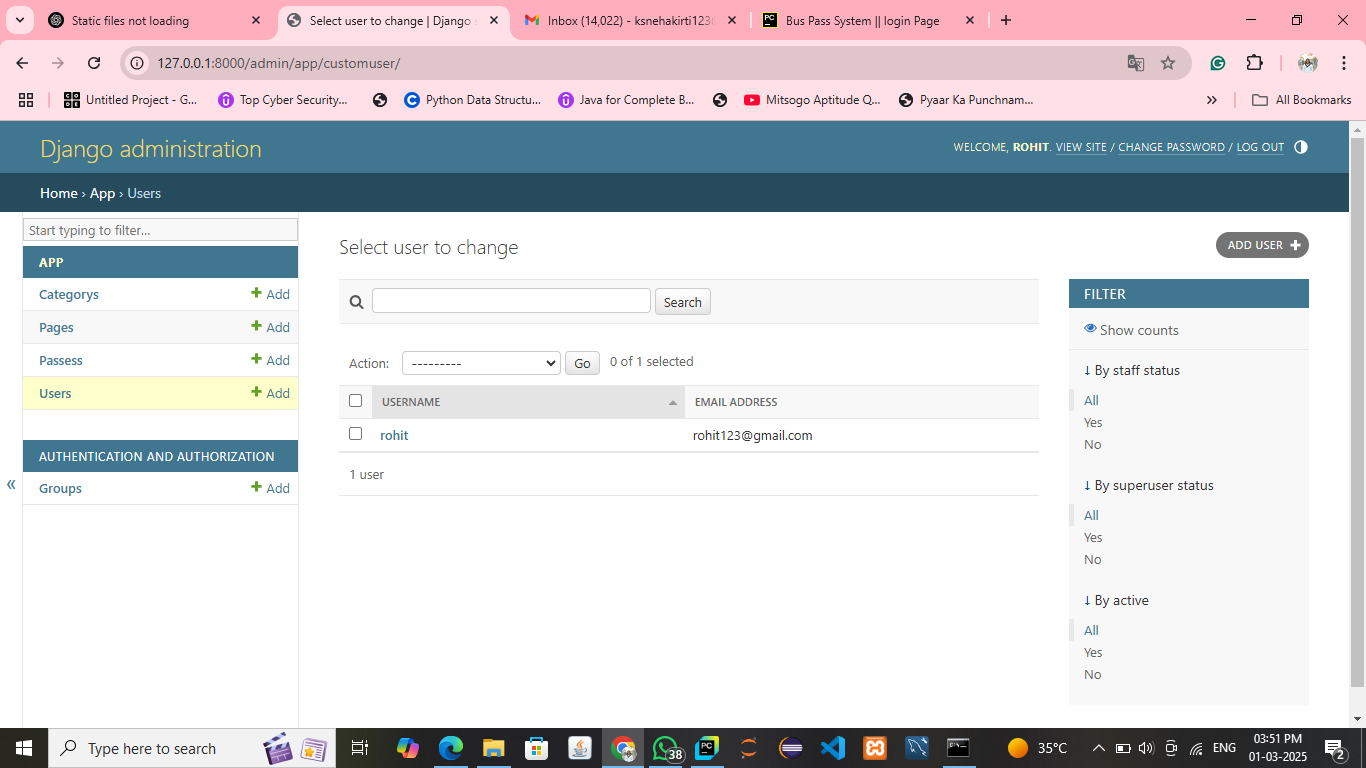 Static files not loading
Select user to change | Django s
Inbox (14,022) - ksnehakirti123
Bus Pass System || login Page
127.0.0.1:8000/admin/app/customuser/
Untitled Project - G...
Top Cyber Security...
Python Data Structu...
Java for Complete B...
Mitsogo Aptitude Q...
Pyaar Ka Punchnam...
All Bookmarks
Django administration
WELCOME, ROHIT. VIEW SITE / CHANGE PASSWORD / LOG OUT
Home › App › Users
Start typing to filter...
APP
Categorys Add
Pages Add
Passess Add
Users Add
AUTHENTICATION AND AUTHORIZATION
Groups Add
«
Select user to change
ADD USER
Search
Action: --------- Go 0 of 1 selected
USERNAME EMAIL ADDRESS
rohit rohit123@gmail.com
1 user
FILTER
Show counts
↓ By staff status
All
Yes
No
↓ By superuser status
All
Yes
No
↓ By active
All
Yes
No
Type here to search
38
35°C
ENG
03:51 PM
01-03-2025
2